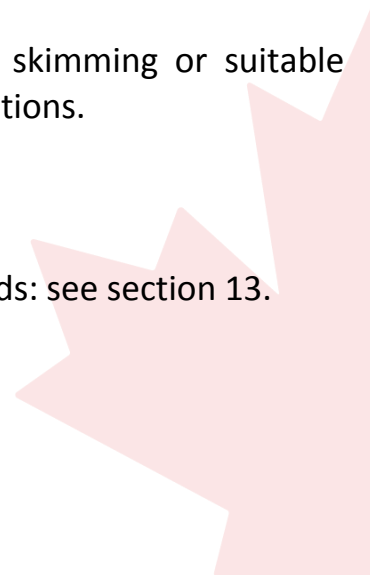 skimming or suitable
tions.
ds: see section 13.